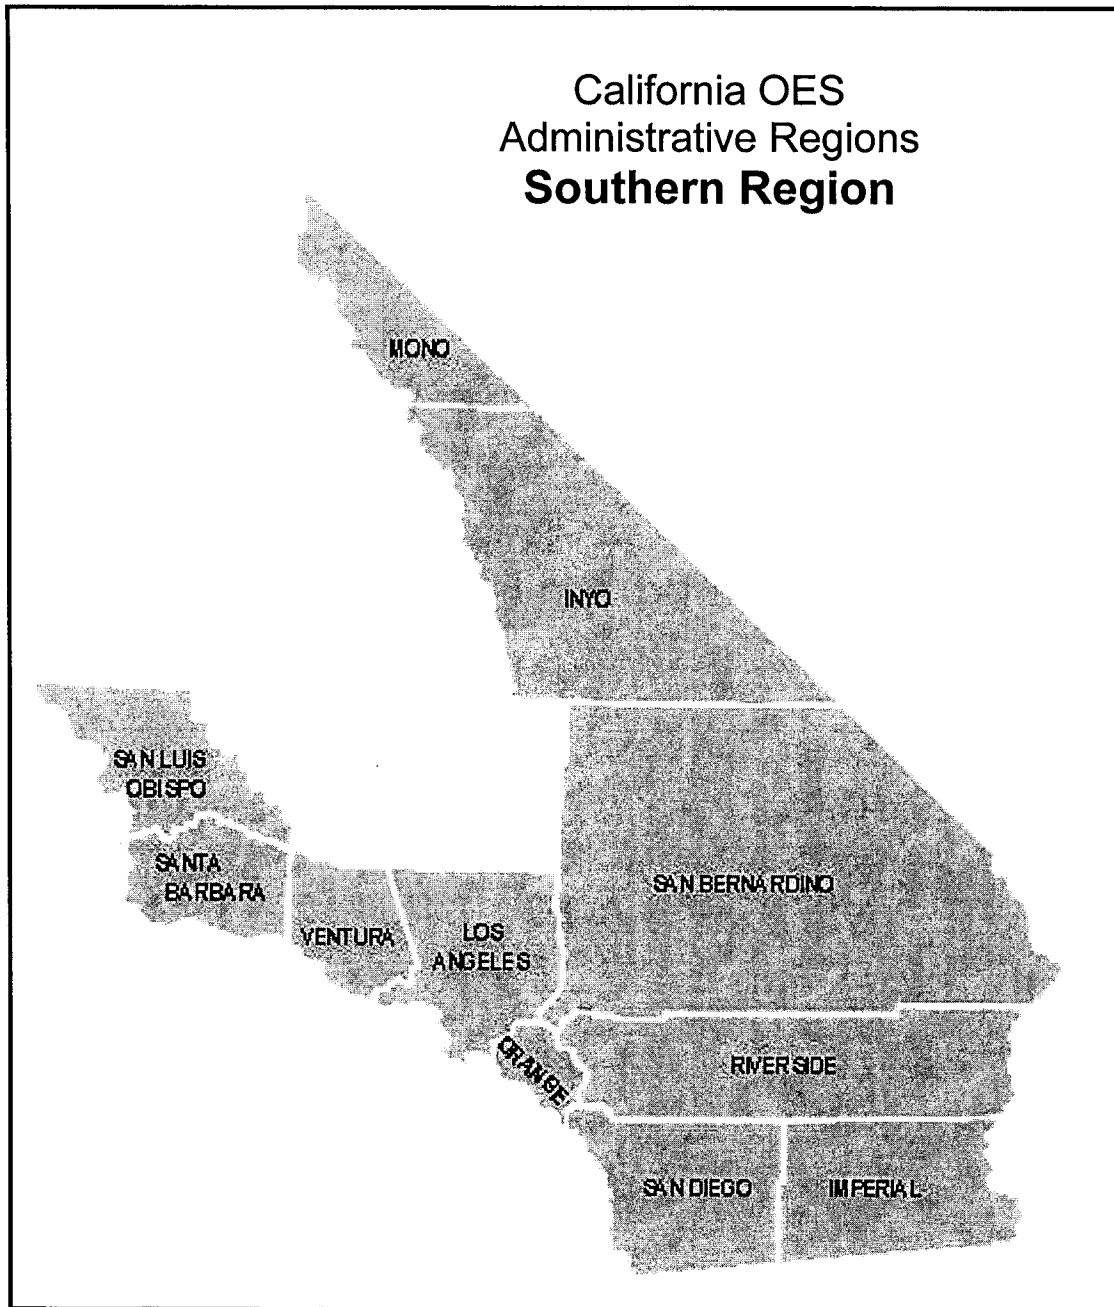 California OES
Administrative Regions
Southern Region
MONO
INYO
SAN LUIS
OBISPO
SANTA
BARBARA
VENTURA
LOS
ANGELES
SAN BERNARDINO
ORANGE
RIVERSIDE
SAN DIEGO
IMPERIAL